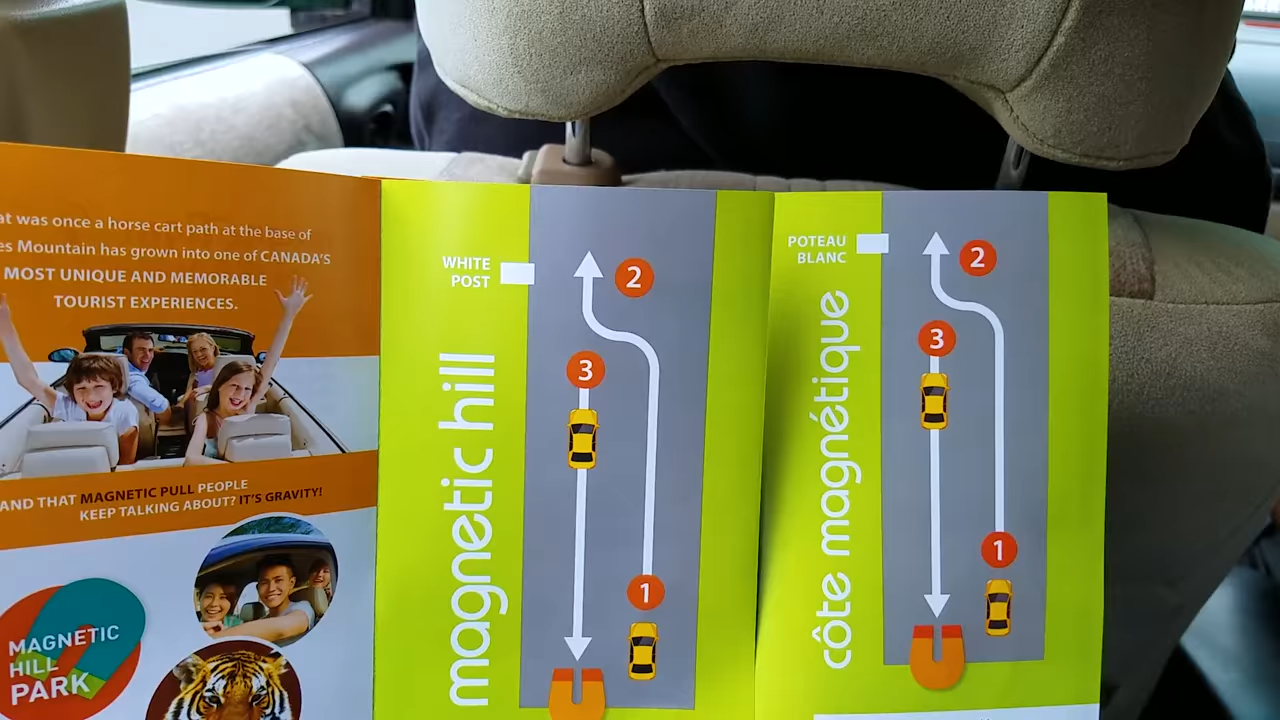 at was once a horse cart path at the base of
es Mountain has grown into one of CANADA'S
MOST UNIQUE AND MEMORABLE
TOURIST EXPERIENCES.
AND THAT MAGNETIC PULL PEOPLE
KEEP TALKING ABOUT? IT'S GRAVITY!
MAGNETIC
HILL
PARK
WHITE
POST
2
3
1
magnetic hill
POTEAU
BLANC
2
3
1
côte magnétique